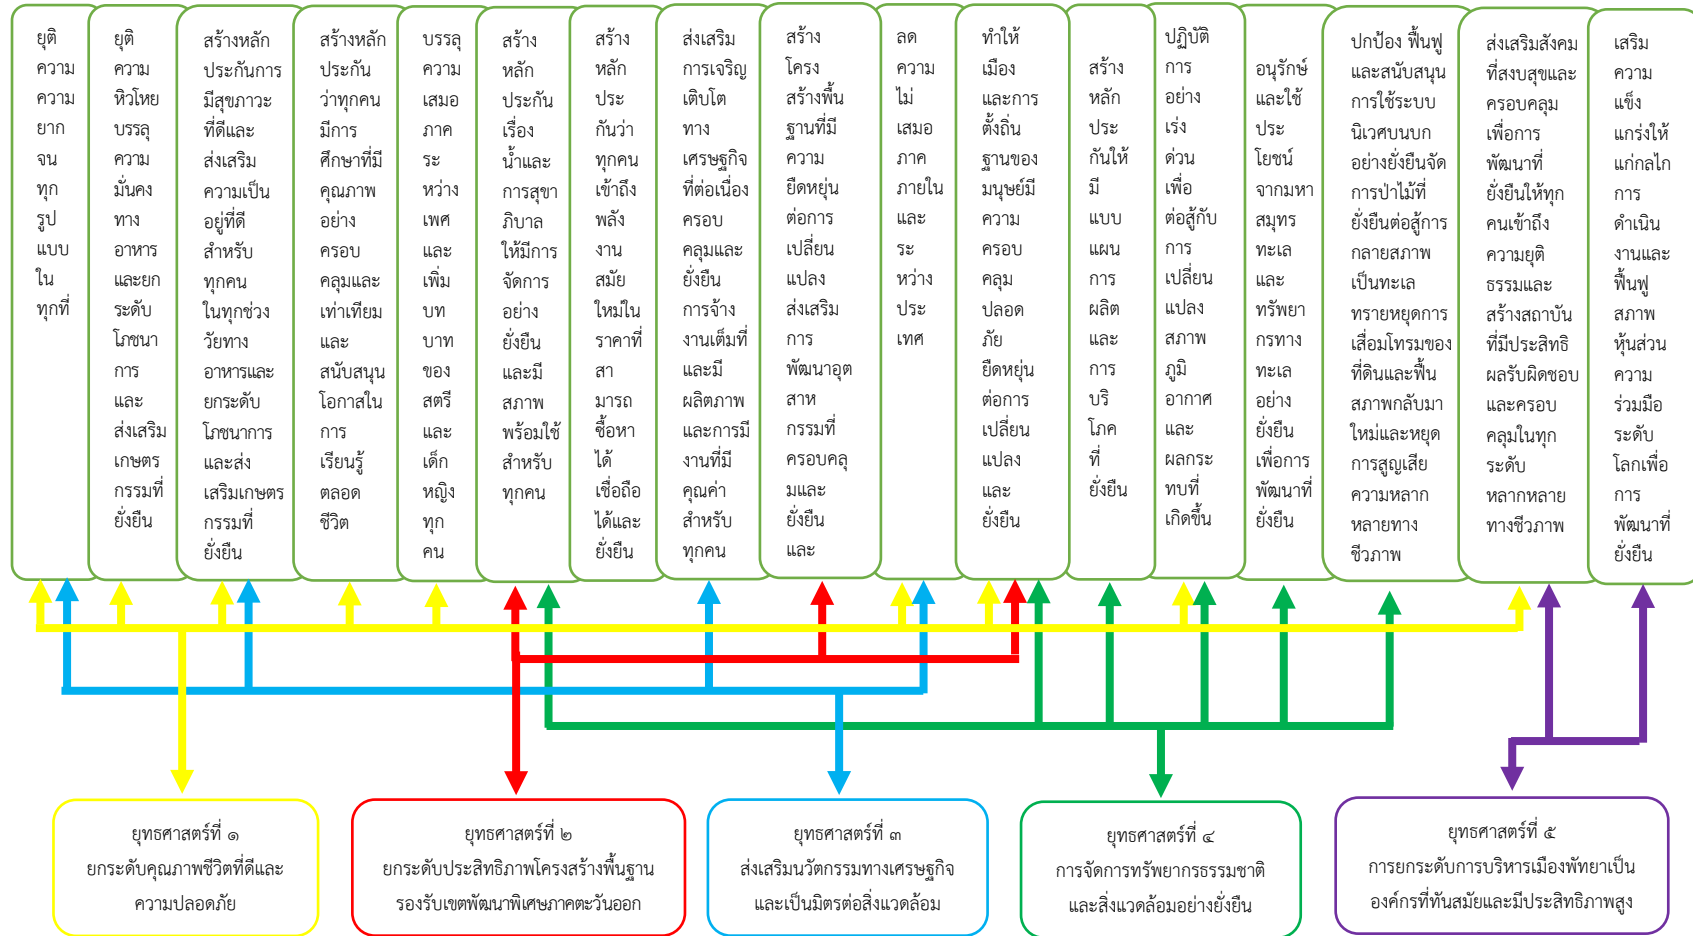 ยุติ
ความ
ความ
ยาก
จน
ทุก
รูป
แบบ
ใน
ทุกที่
ยุติ
ความ
หิวโหย
บรรลุ
ความ
มั่นคง
ทาง
อาหาร
และยก
ระดับ
โภชนา
การ
และ
ส่งเสริม
เกษตร
กรรมที่
ยั่งยืน
สร้างหลัก
ประกันการ
มีสุขภาวะ
ที่ดีและ
ส่งเสริม
ความเป็น
อยู่ที่ดี
สำหรับ
ทุกคน
ในทุกช่วง
วัยทาง
อาหารและ
ยกระดับ
โภชนาการ
และส่ง
เสริมเกษตร
กรรมที่
ยั่งยืน
สร้างหลัก
ประกัน
ว่าทุกคน
มีการ
ศึกษาที่มี
คุณภาพ
อย่าง
ครอบ
คลุมและ
เท่าเทียม
และ
สนับสนุน
โอกาสใน
การ
เรียนรู้
ตลอด
ชีวิต
บรรลุ
ความ
เสมอ
ภาค
ระ
หว่าง
เพศ
และ
เพิ่ม
บท
บาท
ของ
สตรี
และ
เด็ก
หญิง
ทุก
คน
สร้าง
หลัก
ประกัน
เรื่อง
น้ำและ
การสุขา
ภิบาล
ให้มีการ
จัดการ
อย่าง
ยั่งยืน
และมี
สภาพ
พร้อมใช้
สำหรับ
ทุกคน
สร้าง
หลัก
ประ
กันว่า
ทุกคน
เข้าถึง
พลัง
งาน
สมัย
ใหม่ใน
ราคาที่
สา
มารถ
ซื้อหา
ได้
เชื่อถือ
ได้และ
ยั่งยืน
ส่งเสริม
การเจริญ
เติบโต
ทาง
เศรษฐกิจ
ที่ต่อเนื่อง
ครอบ
คลุมและ
ยั่งยืน
การจ้าง
งานเต็มที่
และมี
ผลิตภาพ
และการมี
งานที่มี
คุณค่า
สำหรับ
ทุกคน
สร้าง
โครง
สร้างพื้น
ฐานที่มี
ความ
ยืดหยุ่น
ต่อการ
เปลี่ยน
แปลง
ส่งเสริม
การ
พัฒนาอุต
สาห
กรรมที่
ครอบคลุ
มและ
ยั่งยืน
และ
ลด
ความ
ไม่
เสมอ
ภาค
ภายใน
และ
ระ
หว่าง
ประ
เทศ
ทำให้
เมือง
และการ
ตั้งถิ่น
ฐานของ
มนุษย์มี
ความ
ครอบ
คลุม
ปลอด
ภัย
ยืดหยุ่น
ต่อการ
เปลี่ยน
แปลง
และ
ยั่งยืน
สร้าง
หลัก
ประ
กันให้
มี
แบบ
แผน
การ
ผลิต
และ
การ
บริ
โภค
ที่
ยั่งยืน
ปฏิบัติ
การ
อย่าง
เร่ง
ด่วน
เพื่อ
ต่อสู้กับ
การ
เปลี่ยน
แปลง
สภาพ
ภูมิ
อากาศ
และ
ผลกระ
ทบที่
เกิดขึ้น
อนุรักษ์
และใช้
ประ
โยชน์
จากมหา
สมุทร
ทะเล
และ
ทรัพยา
กรทาง
ทะเล
อย่าง
ยั่งยืน
เพื่อการ
พัฒนาที่
ยั่งยืน
ปกป้อง ฟื้นฟู
และสนับสนุน
การใช้ระบบ
นิเวศบนบก
อย่างยั่งยืนจัด
การป่าไม้ที่
ยั่งยืนต่อสู้การ
กลายสภาพ
เป็นทะเล
ทรายหยุดการ
เสื่อมโทรมของ
ที่ดินและฟื้น
สภาพกลับมา
ใหม่และหยุด
การสูญเสีย
ความหลาก
หลายทาง
ชีวภาพ
ส่งเสริมสังคม
ที่สงบสุขและ
ครอบคลุม
เพื่อการ
พัฒนาที่
ยั่งยืนให้ทุก
คนเข้าถึง
ความยุติ
ธรรมและ
สร้างสถาบัน
ที่มีประสิทธิ
ผลรับผิดชอบ
และครอบ
คลุมในทุก
ระดับ
หลากหลาย
ทางชีวภาพ
เสริม
ความ
แข็ง
แกร่งให้
แก่กลไก
การ
ดำเนิน
งานและ
ฟื้นฟู
สภาพ
หุ้นส่วน
ความ
ร่วมมือ
ระดับ
โลกเพื่อ
การ
พัฒนาที่
ยั่งยืน
ยุทธศาสตร์ที่ ๑
ยกระดับคุณภาพชีวิตที่ดีและ
ความปลอดภัย
ยุทธศาสตร์ที่ ๒
ยกระดับประสิทธิภาพโครงสร้างพื้นฐาน
รองรับเขตพัฒนาพิเศษภาคตะวันออก
ยุทธศาสตร์ที่ ๓
ส่งเสริมนวัตกรรมทางเศรษฐกิจ
และเป็นมิตรต่อสิ่งแวดล้อม
ยุทธศาสตร์ที่ ๔
การจัดการทรัพยากรธรรมชาติ
และสิ่งแวดล้อมอย่างยั่งยืน
ยุทธศาสตร์ที่ ๕
การยกระดับการบริหารเมืองพัทยาเป็น
องค์กรที่ทันสมัยและมีประสิทธิภาพสูง